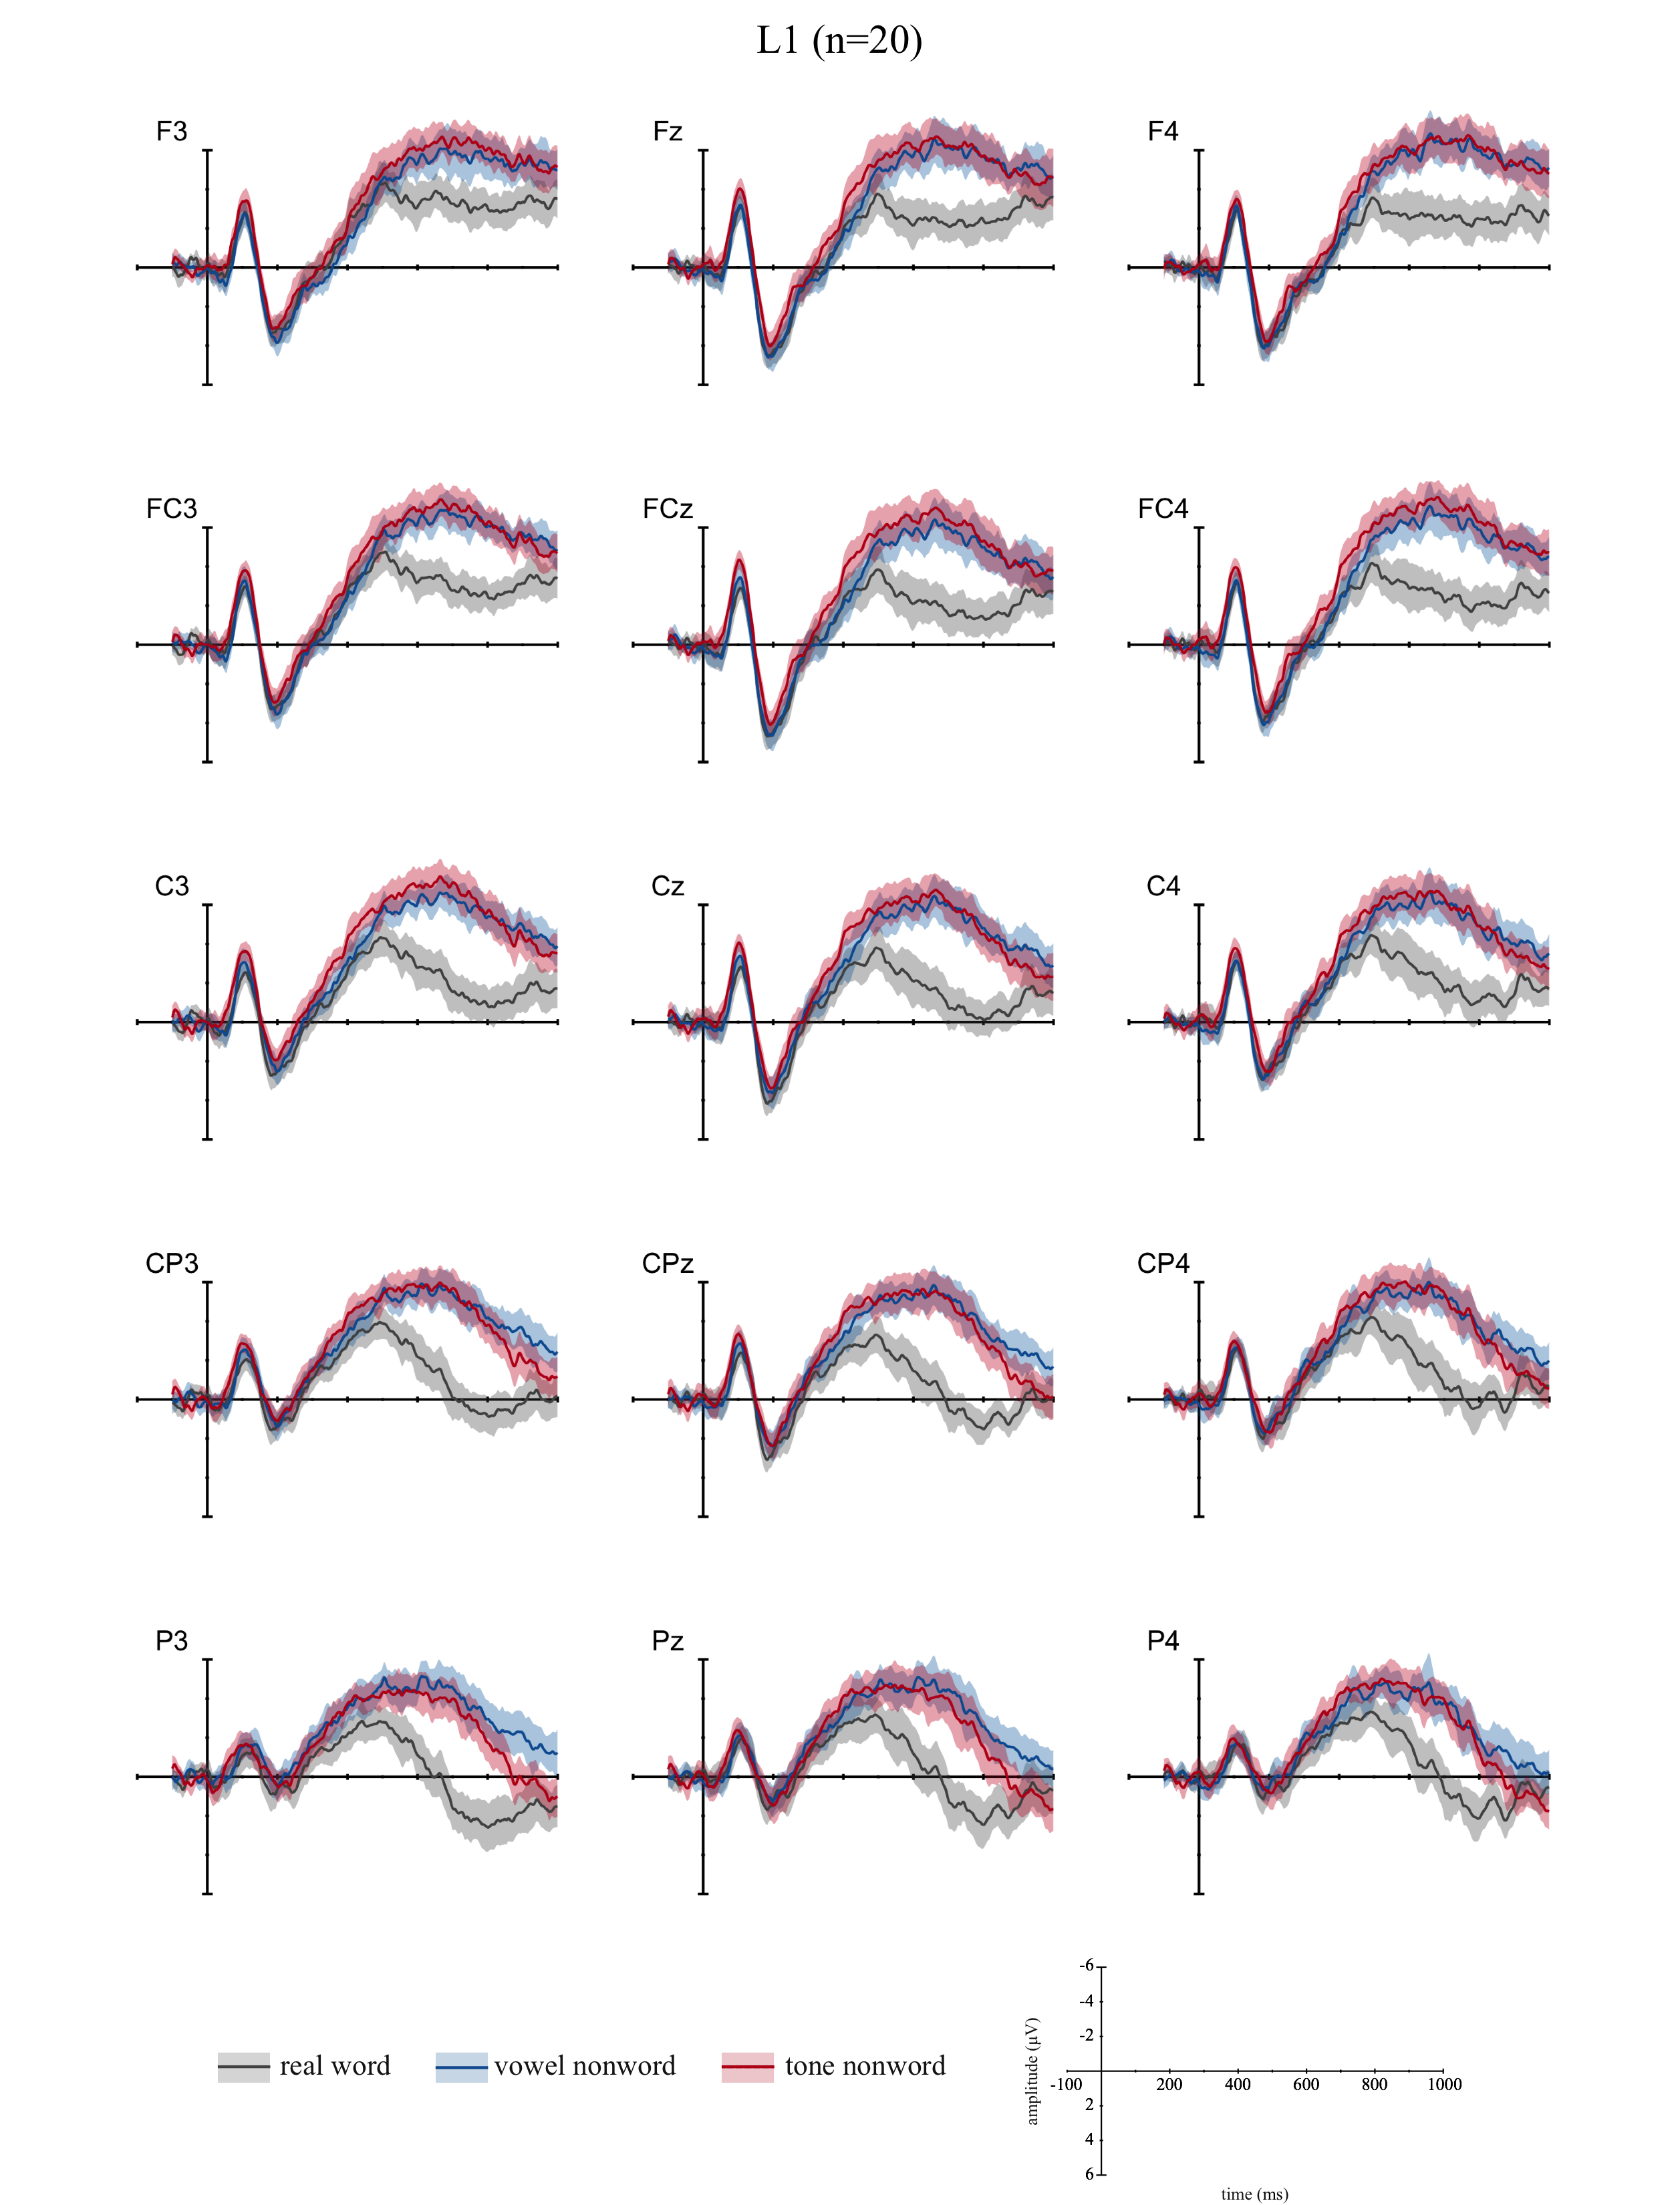 L1 (n=20)
F3 Fz F4
FC3 FCz FC4
C3 Cz C4
CP3 CPz CP4
P3 Pz P4
real word vowel nonword tone nonword
-6
-4
-2
-100 200 400 600 800 1000
2
4
6
amplitude (μV)
time (ms)